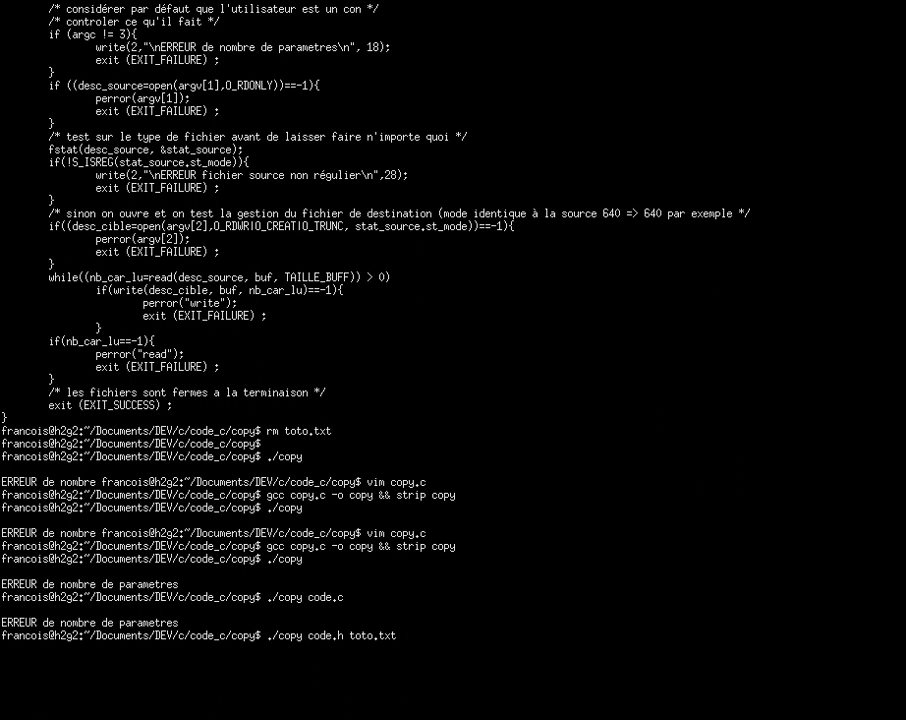 /* considérer par défaut que l'utilisateur est un con */
/* controler ce qu'il fait */
if (argc != 3){
write(2,"\nERREUR de nombre de parametres\n", 18);
exit (EXIT_FAILURE) ;
}
if ((desc_source=open(argv[1],O_RDONLY))==-1){
perror(argv[1]);
exit (EXIT_FAILURE) ;
}
/* test sur le type de fichier avant de laisser faire n'importe quoi */
fstat(desc_source, &stat_source);
if(!S_ISREG(stat_source.st_mode)){
write(2,"\nERREUR fichier source non régulier\n",28);
exit (EXIT_FAILURE) ;
}
/* sinon on ouvre et on test la gestion du fichier de destination (mode identique à la source 640 => 640 par exemple */
if((desc_cible=open(argv[2],O_RDWRIO_CREATIO_TRUNC, stat_source.st_mode))==-1){
perror(argv[2]);
exit (EXIT_FAILURE) ;
}
while((nb_car_lu=read(desc_source, buf, TAILLE_BUFF)) > 0)
if(write(desc_cible, buf, nb_car_lu)==-1){
perror("write");
exit (EXIT_FAILURE) ;
}
if(nb_car_lu==-1){
perror("read");
exit (EXIT_FAILURE) ;
}
/* les fichiers sont fermes a la terminaison */
exit (EXIT_SUCCESS) ;
}
francois@h2g2:~/Documents/DEV/c/code_c/copy$ rm toto.txt
francois@h2g2:~/Documents/DEV/c/code_c/copy$
francois@h2g2:~/Documents/DEV/c/code_c/copy$ ./copy
ERREUR de nombre francois@h2g2:~/Documents/DEV/c/code_c/copy$ vim copy.c
francois@h2g2:~/Documents/DEV/c/code_c/copy$ gcc copy.c -o copy && strip copy
francois@h2g2:~/Documents/DEV/c/code_c/copy$ ./copy
ERREUR de nombre francois@h2g2:~/Documents/DEV/c/code_c/copy$ vim copy.c
francois@h2g2:~/Documents/DEV/c/code_c/copy$ gcc copy.c -o copy && strip copy
francois@h2g2:~/Documents/DEV/c/code_c/copy$ ./copy
ERREUR de nombre de parametres
francois@h2g2:~/Documents/DEV/c/code_c/copy$ ./copy code.c
ERREUR de nombre de parametres
francois@h2g2:~/Documents/DEV/c/code_c/copy$ ./copy code.h toto.txt